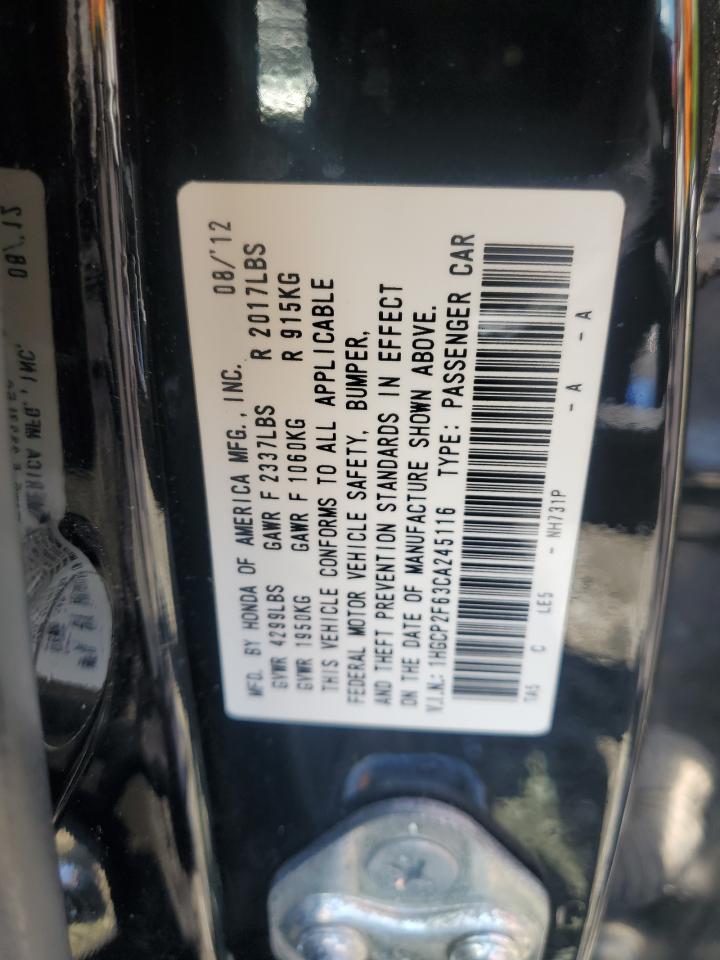 MFD. BY HONDA OF AMERICA MFG., INC. 08/'12
GVWR 4299LBS GAWR F 2337LBS R 2017LBS
GVWR 1950KG GAWR F 1060KG R 915KG
THIS VEHICLE CONFORMS TO ALL APPLICABLE
FEDERAL MOTOR VEHICLE SAFETY, BUMPER,
AND THEFT PREVENTION STANDARDS IN EFFECT
ON THE DATE OF MANUFACTURE SHOWN ABOVE.
V.I.N.: 1HGCP2F63CA245116 TYPE: PASSENGER CAR
TA5 C LE5 - NH731P - A - A